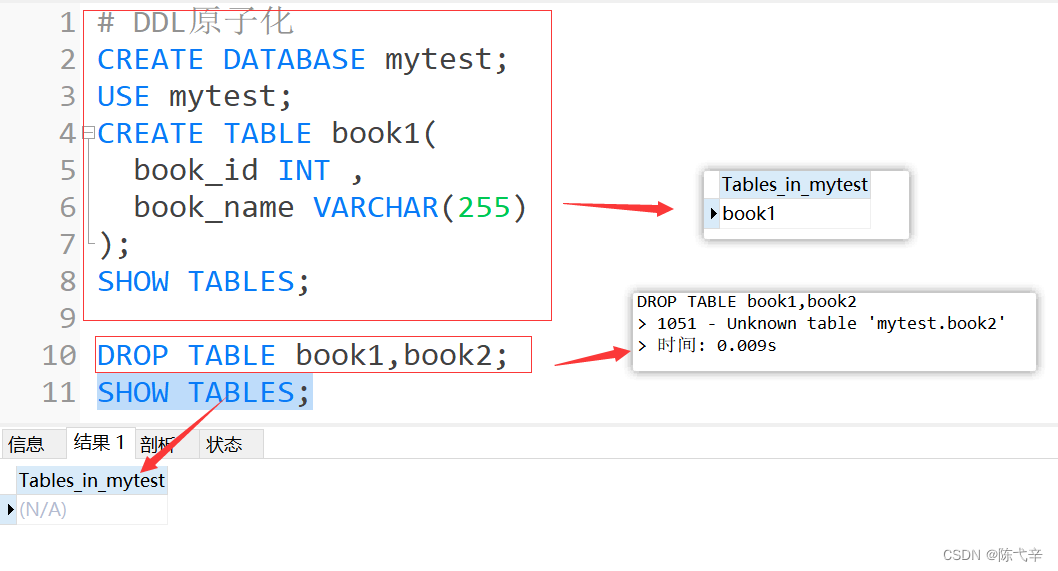 1 # DDL原子化
2 CREATE DATABASE mytest;
3 USE mytest;
4 CREATE TABLE book1(
5 book_id INT ,
6 book_name VARCHAR(255)
7 );
8 SHOW TABLES;
9
10 DROP TABLE book1,book2;
11 SHOW TABLES;
Tables_in_mytest
book1
DROP TABLE book1,book2
> 1051 - Unknown table 'mytest.book2'
> 时间: 0.009s
信息 结果 1 剖析 状态
Tables_in_mytest
(N/A)
CSDN @陈弋辛